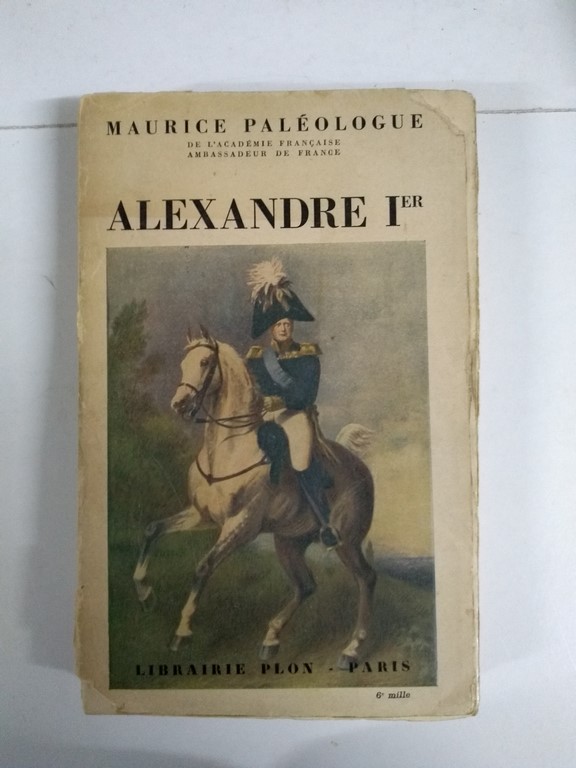 MAURICE PALÉOLOGUE
DE L'ACADÉMIE FRANÇAISE
AMBASSADEUR DE FRANCE
ALEXANDRE IER
LIBRAIRIE PLON - PARIS
6e mille